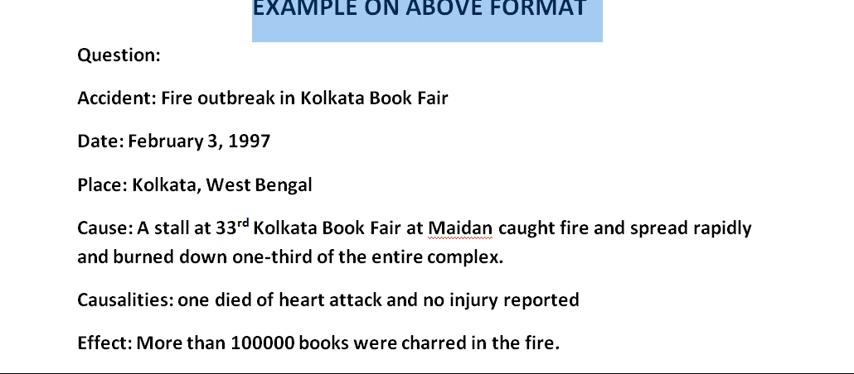 EXAMPLE ON ABOVE FORMAT
Question:
Accident: Fire outbreak in Kolkata Book Fair
Date: February 3, 1997
Place: Kolkata, West Bengal
Cause: A stall at 33rd Kolkata Book Fair at Maidan caught fire and spread rapidly
and burned down one-third of the entire complex.
Causalities: one died of heart attack and no injury reported
Effect: More than 100000 books were charred in the fire.